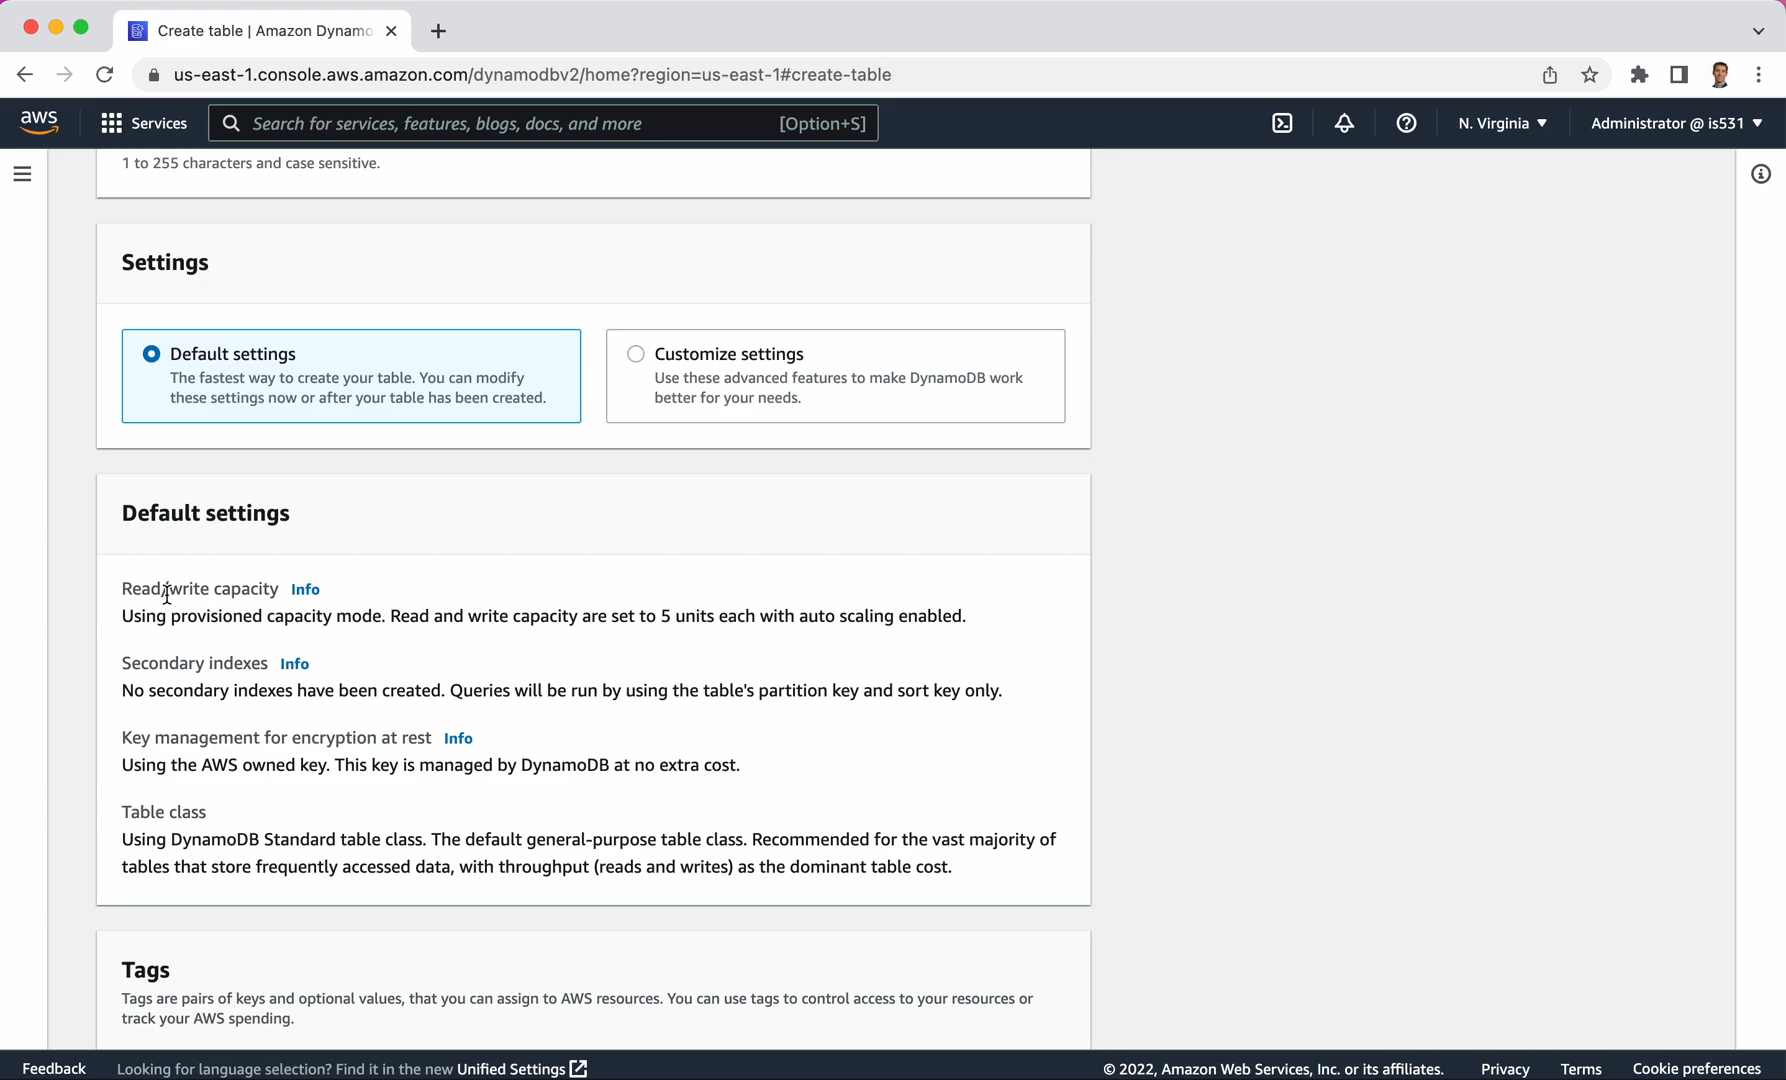 Create table | Amazon Dynamo
us-east-1.console.aws.amazon.com/dynamodbv2/home?region=us-east-1#create-table
aws
Services
Search for services, features, blogs, docs, and more
[Option+S]
N. Virginia
Administrator @ is531
1 to 255 characters and case sensitive.
Settings
Default settings
The fastest way to create your table. You can modify
these settings now or after your table has been created.
Customize settings
Use these advanced features to make DynamoDB work
better for your needs.
Default settings
Read/write capacity Info
Using provisioned capacity mode. Read and write capacity are set to 5 units each with auto scaling enabled.
Secondary indexes Info
No secondary indexes have been created. Queries will be run by using the table's partition key and sort key only.
Key management for encryption at rest Info
Using the AWS owned key. This key is managed by DynamoDB at no extra cost.
Table class
Using DynamoDB Standard table class. The default general-purpose table class. Recommended for the vast majority of
tables that store frequently accessed data, with throughput (reads and writes) as the dominant table cost.
Tags
Tags are pairs of keys and optional values, that you can assign to AWS resources. You can use tags to control access to your resources or
track your AWS spending.
Feedback
Looking for language selection? Find it in the new Unified Settings
© 2022, Amazon Web Services, Inc. or its affiliates.
Privacy
Terms
Cookie preferences